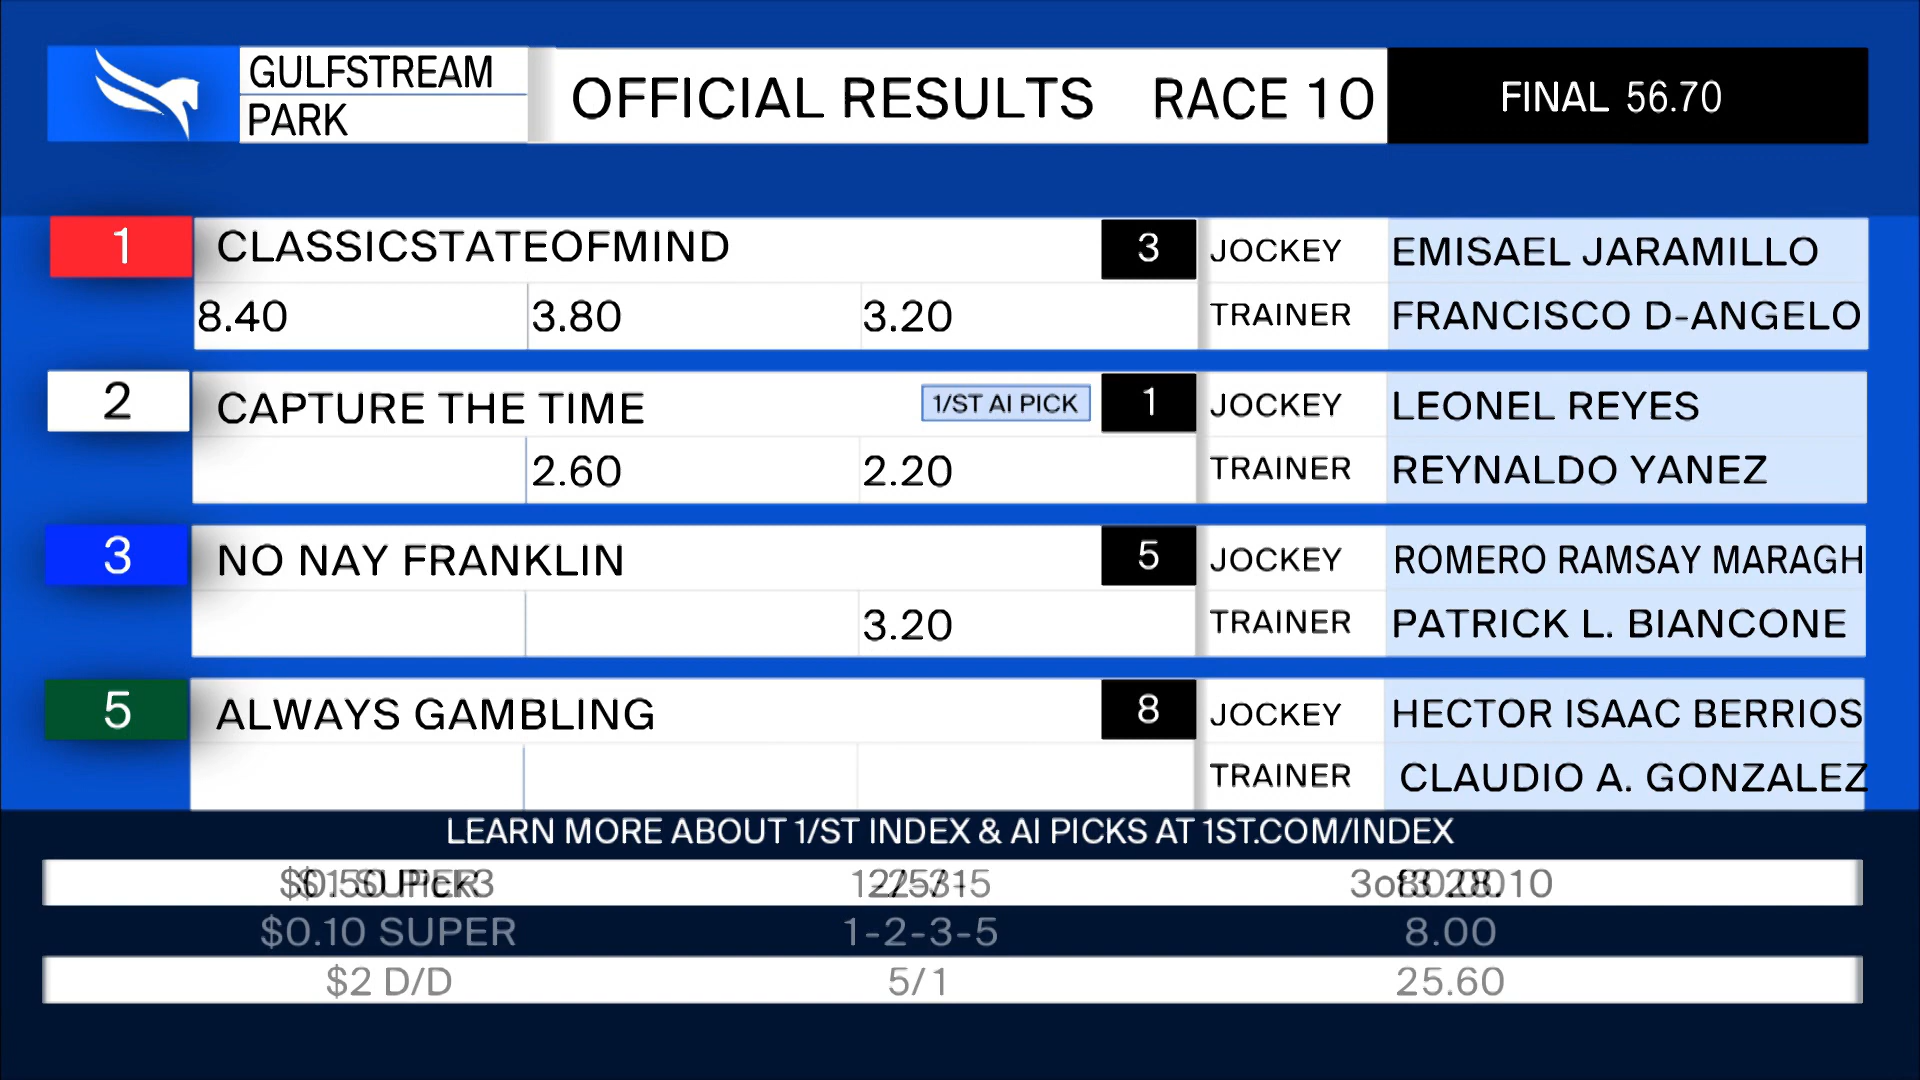 GULFSTREAM
PARK
OFFICIAL RESULTS RACE 10
FINAL 56.70
1 CLASSICSTATEOFMIND 3 JOCKEY EMISAEL JARAMILLO
8.40 3.80 3.20 TRAINER FRANCISCO D-ANGELO
2 CAPTURE THE TIME 1/ST AI PICK 1 JOCKEY LEONEL REYES
2.60 2.20 TRAINER REYNALDO YANEZ
3 NO NAY FRANKLIN 5 JOCKEY ROMERO RAMSAY MARAGH
3.20 TRAINER PATRICK L. BIANCONE
5 ALWAYS GAMBLING 8 JOCKEY HECTOR ISAAC BERRIOS
TRAINER CLAUDIO A. GONZALEZ
LEARN MORE ABOUT 1/ST INDEX & AI PICKS AT 1ST.COM/INDEX
$0.10 SUPER 1-2-3-5 8.00
$2 D/D 5/1 25.60